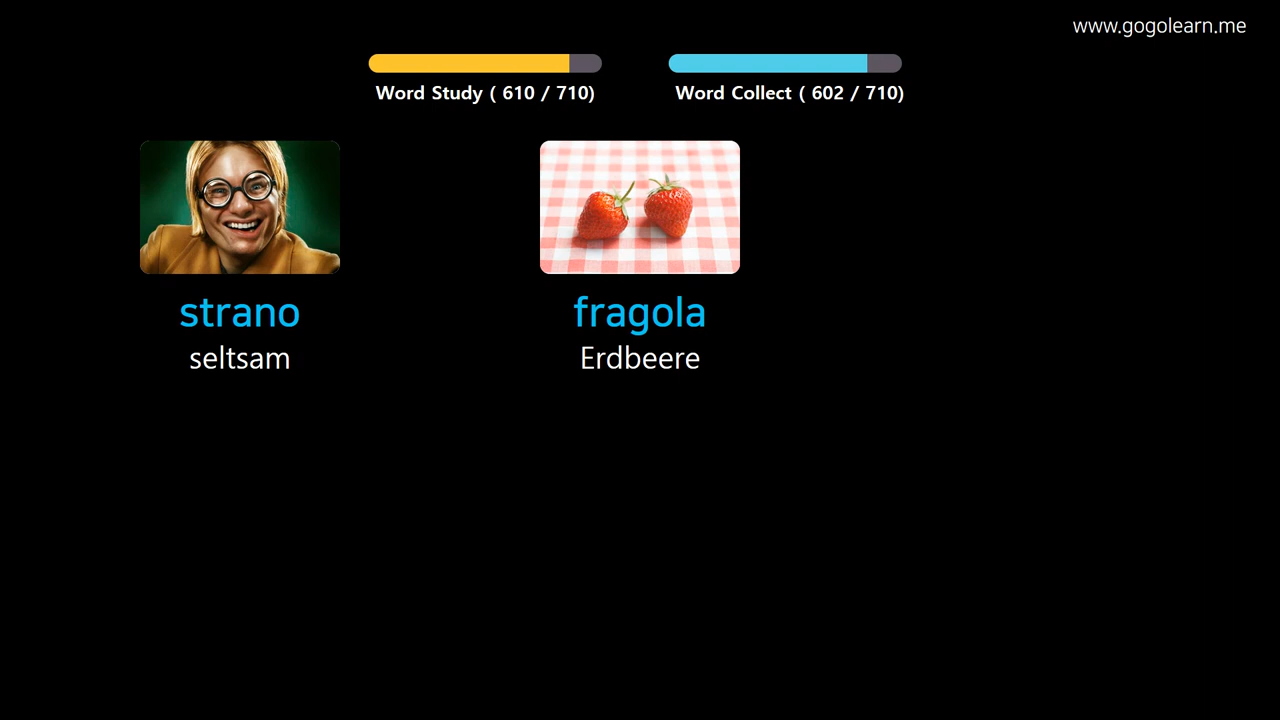 www.gogolearn.me
Word Study ( 610 / 710)
Word Collect ( 602 / 710)
strano
seltsam
fragola
Erdbeere